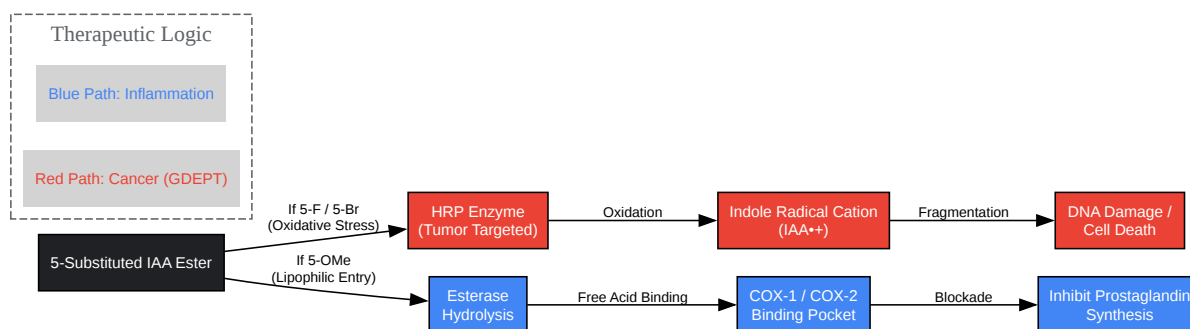 Therapeutic Logic
Blue Path: Inflammation
Red Path: Cancer (GDEPT)
5-Substituted IAA Ester
If 5-F / 5-Br
(Oxidative Stress)
HRP Enzyme
(Tumor Targeted)
Oxidation
Indole Radical Cation
(IAA•+)
Fragmentation
DNA Damage /
Cell Death
If 5-OMe
(Lipophilic Entry)
Esterase
Hydrolysis
Free Acid Binding
COX-1 / COX-2
Binding Pocket
Blockade
Inhibit Prostaglandin
Synthesis